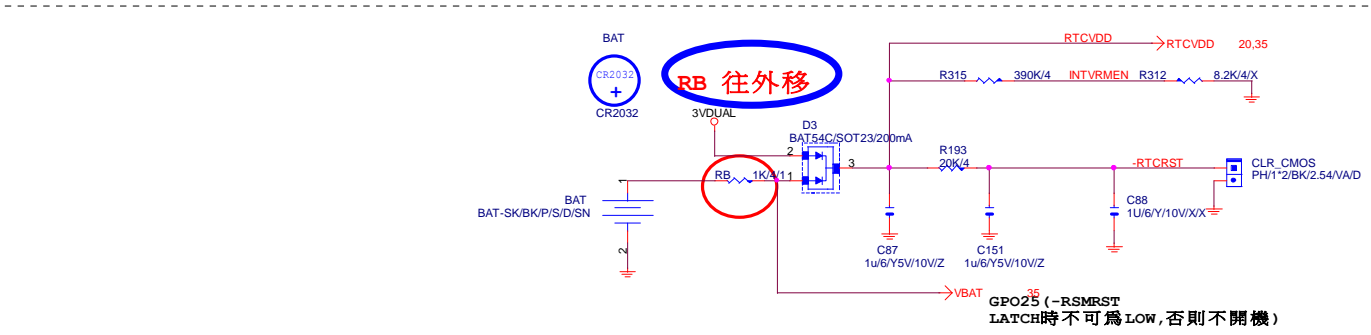 BAT
CR2032
+
CR2032
RB 往外移
3VDUAL
D3
BAT54C/SOT23/200mA
2
1
3
RB 1K/4/1
BAT
BAT-SK/BK/P/S/D/SN
1
2
RTCVDD
RTCVDD 20,35
R315 390K/4
INTVRMEN
R312 8.2K/4/X
R193
20K/4
-RTCRST
CLR_CMOS
PH/1*2/BK/2.54/VA/D
C87
1u/6/Y5V/10V/Z
C151
1u/6/Y5V/10V/Z
C88
1U/6/Y/10V/X/X
VBAT 35
GPO25(-RSMRST
LATCH時不可爲LOW,否則不開機)